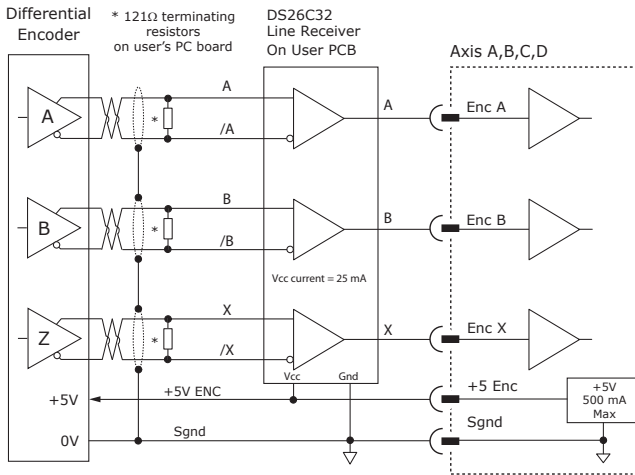 Differential
Encoder
* 121Ω terminating
resistors
on user's PC board
DS26C32
Line Receiver
On User PCB
Axis A,B,C,D
A
A
A
Enc A
*
/A
B
B
B
Enc B
*
/B
Vcc current = 25 mA
Z
X
X
Enc X
*
/X
Vcc
Gnd
+5V
+5V ENC
+5 Enc
+5V
500 mA
Max
0V
Sgnd
Sgnd